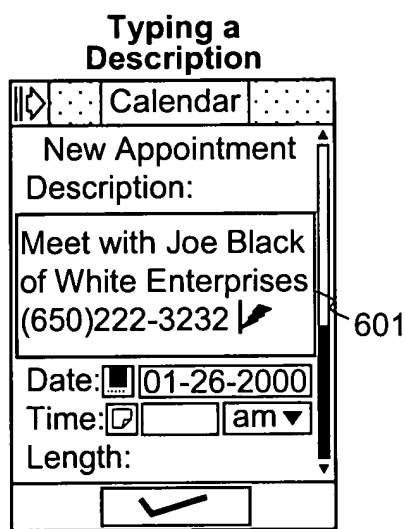 Typing a
Description
Calendar
New Appointment
Description:
Meet with Joe Black
of White Enterprises
(650)222-3232
601
Date: 01-26-2000
Time: am
Length: